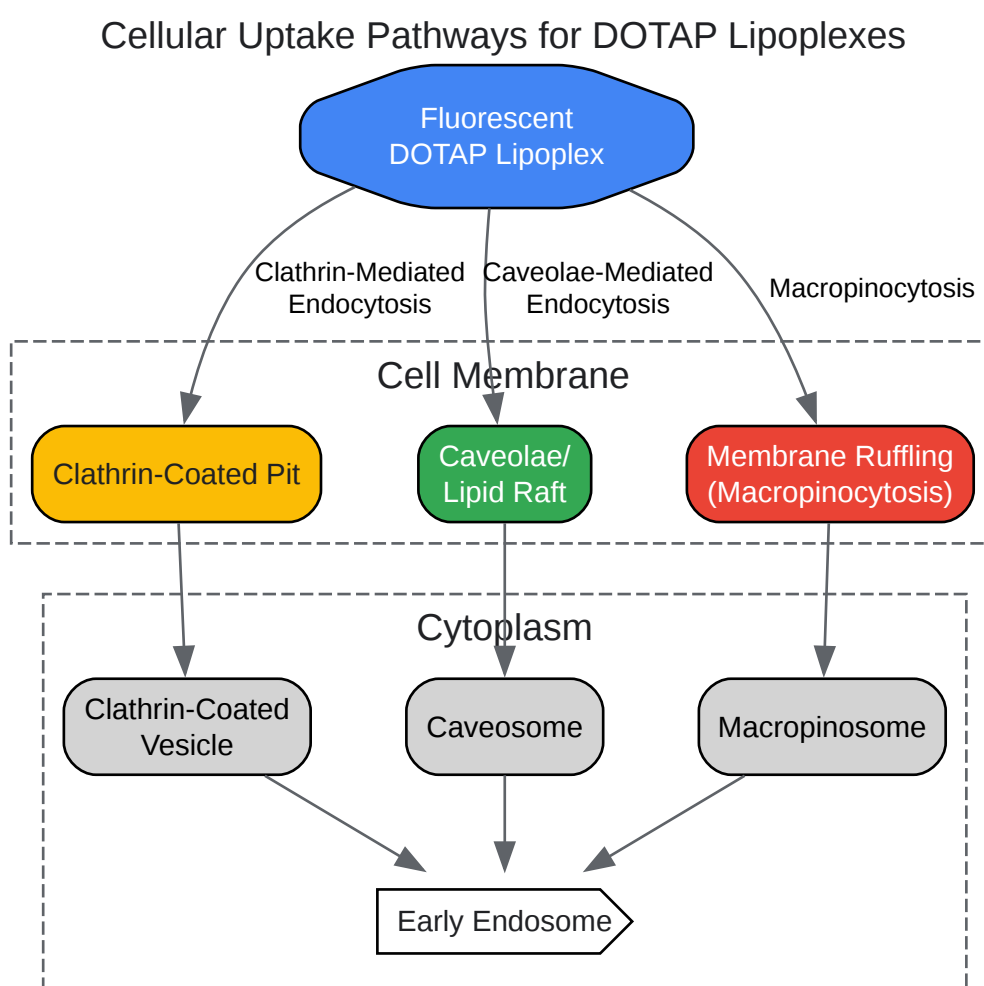 Cellular Uptake Pathways for DOTAP Lipoplexes
Fluorescent
DOTAP Lipoplex
Clathrin-Mediated
Endocytosis
Caveolae-Mediated
Endocytosis
Macropinocytosis
Cell Membrane
Clathrin-Coated Pit
Caveolae/
Lipid Raft
Membrane Ruffling
(Macropinocytosis)
Cytoplasm
Clathrin-Coated
Vesicle
Caveosome
Macropinosome
Early Endosome